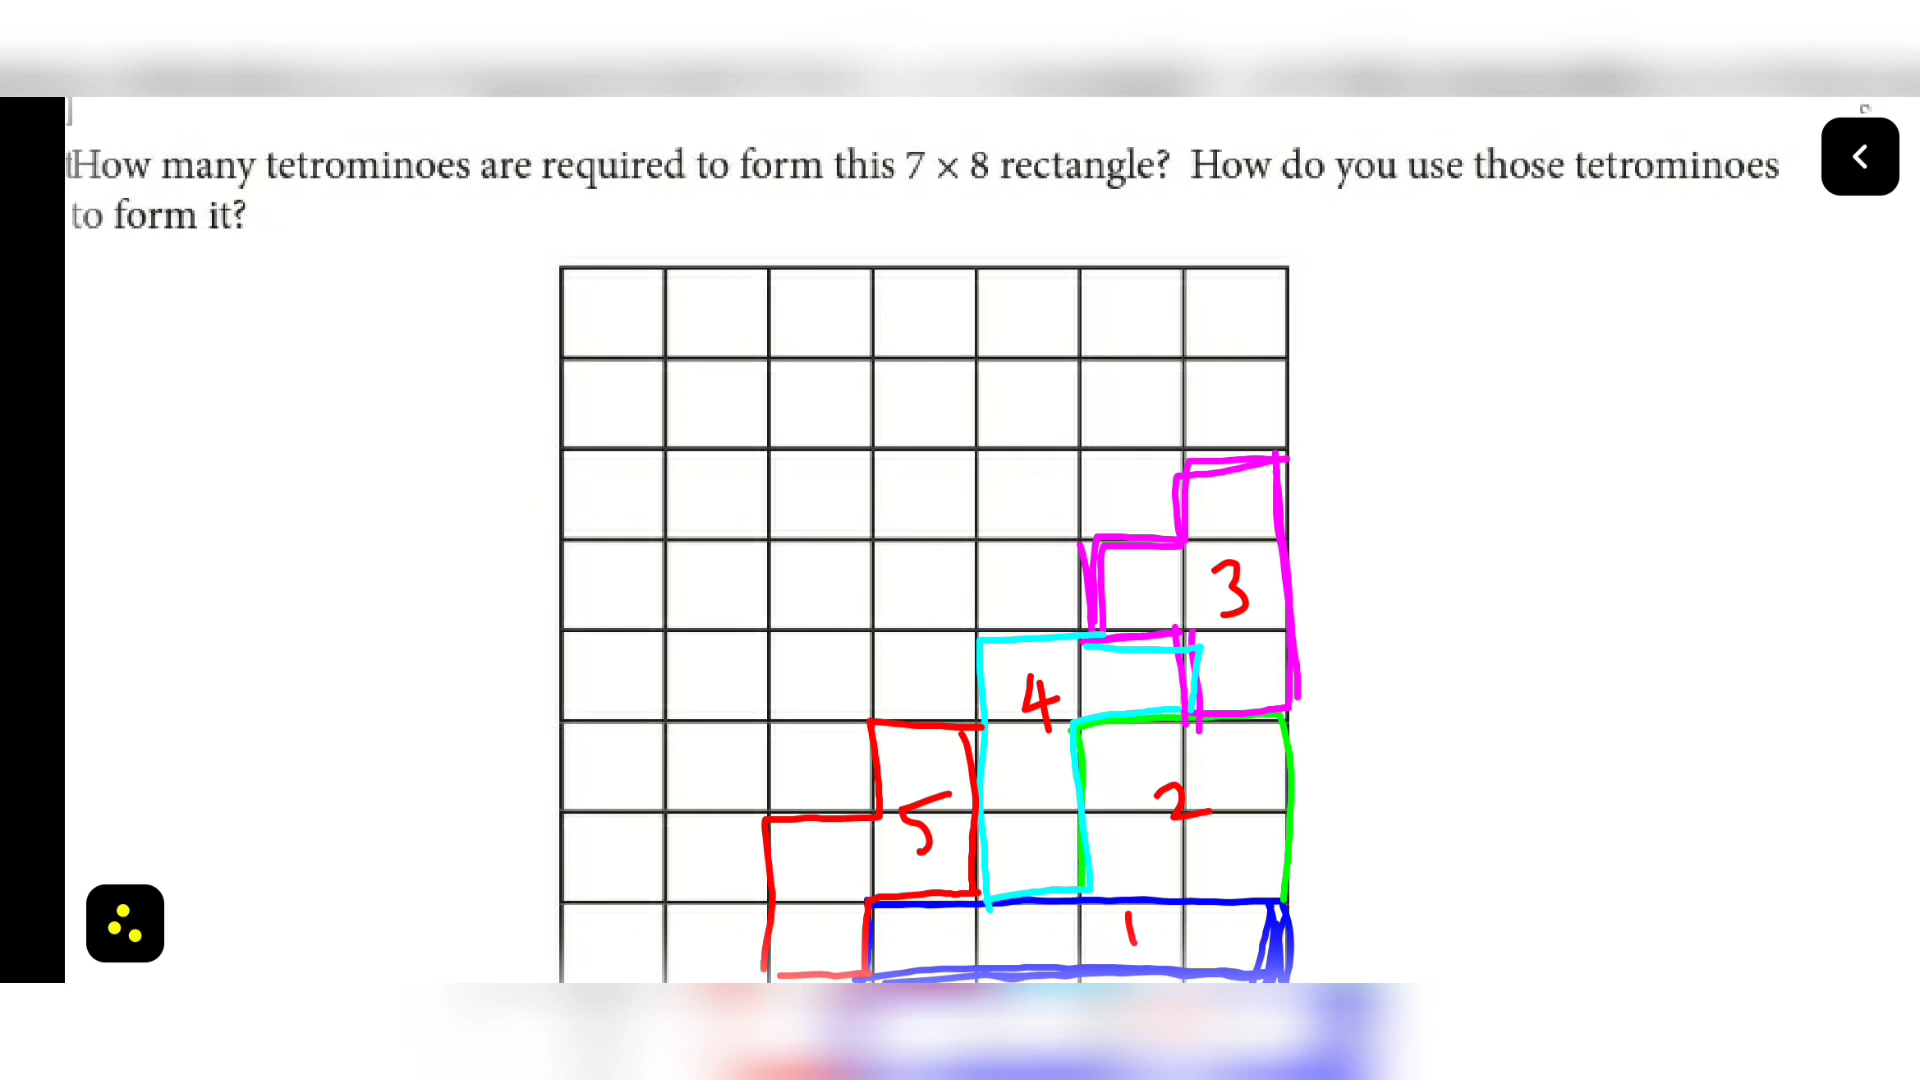 How many tetrominoes are required to form this 7 × 8 rectangle? How do you use those tetrominoes
to form it?
3
4
5
2
1